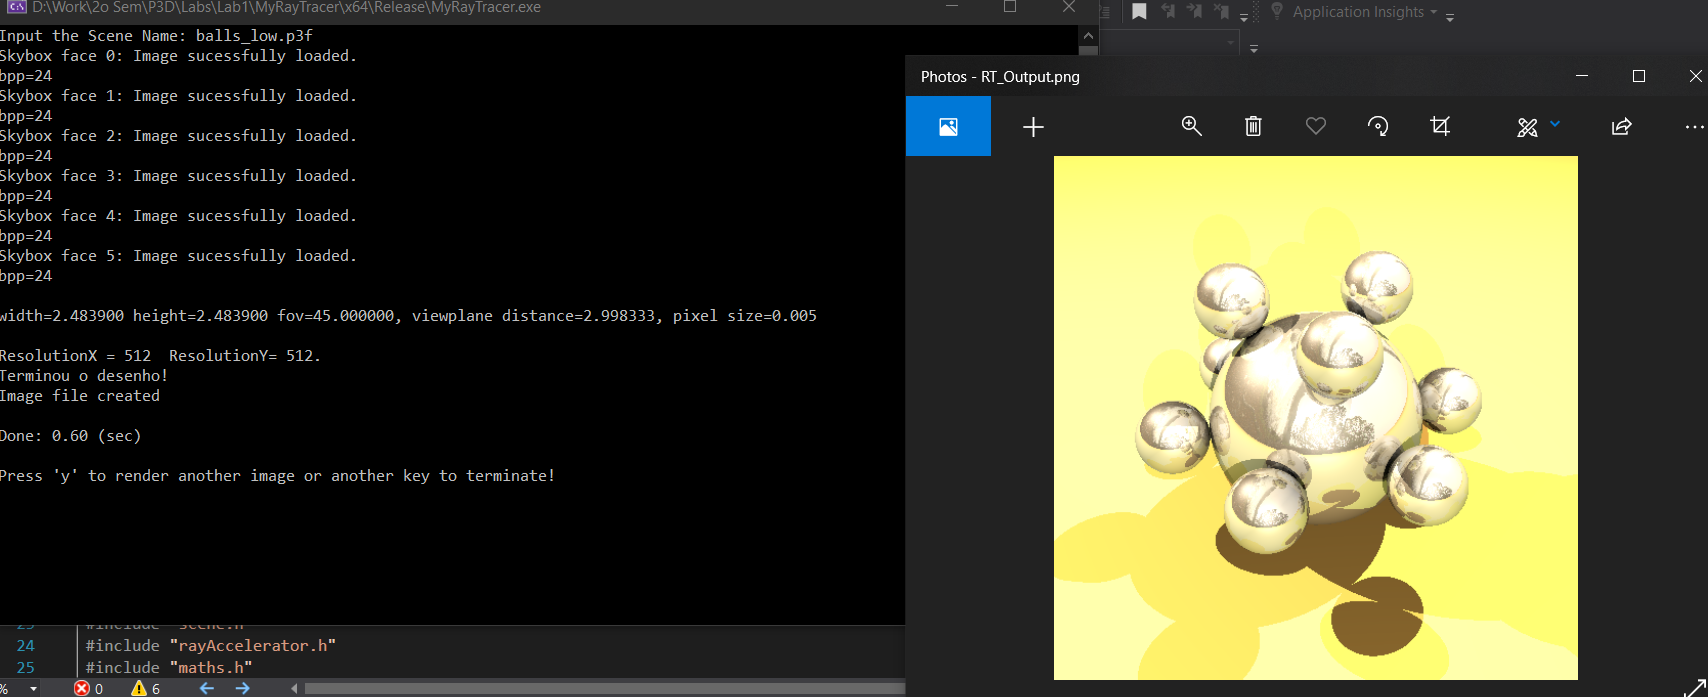 D:\Work\2o Sem\P3D\Labs\Lab1\MyRayTracer\x64\Release\MyRayTracer.exe
Application Insights
Input the Scene Name: balls_low.p3f
Skybox face 0: Image sucessfully loaded.
bpp=24
Skybox face 1: Image sucessfully loaded.
bpp=24
Skybox face 2: Image sucessfully loaded.
bpp=24
Skybox face 3: Image sucessfully loaded.
bpp=24
Skybox face 4: Image sucessfully loaded.
bpp=24
Skybox face 5: Image sucessfully loaded.
bpp=24
width=2.483900 height=2.483900 fov=45.000000, viewplane distance=2.998333, pixel size=0.005
ResolutionX = 512  ResolutionY= 512.
Terminou o desenho!
Image file created
Done: 0.60 (sec)
Press 'y' to render another image or another key to terminate!
Photos - RT_Output.png
23 #include "scene.h"
24 #include "rayAccelerator.h"
25 #include "maths.h"
% 0 6